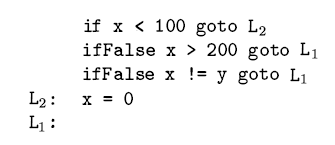 if x < 100 goto L₂
ifFalse x > 200 goto L₁
ifFalse x != y goto L₁
L₂: x = 0
L₁: